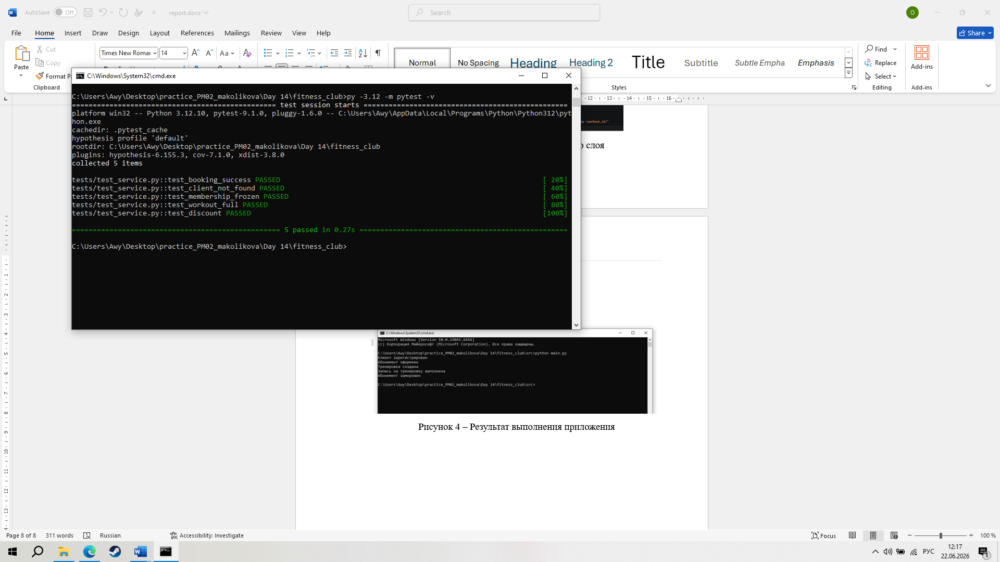 AutoSave Off report.docx Search O
File Home Insert Draw Design Layout References Mailings Review View Help Share
Paste Cut Copy Format P
Clipboard
Times New Roman 14 Aa
Normal No Spacing Heading Heading 2 Title Subtitle Subtle Empha Emphasis
Styles
Find
Replace
Select
Editing
Add-ins
Add-ins
C:\Windows\System32\cmd.exe
C:\Users\Awy\Desktop\practice_PM02_makolikova\Day 14\fitness_club>py -3.12 -m pytest -v
================================================= test session starts =================================================
platform win32 -- Python 3.12.10, pytest-9.1.0, pluggy-1.6.0 -- C:\Users\Awy\AppData\Local\Programs\Python\Python312\pyt
hon.exe
cachedir: .pytest_cache
hypothesis profile 'default'
rootdir: C:\Users\Awy\Desktop\practice_PM02_makolikova\Day 14\fitness_club
plugins: hypothesis-6.155.3, cov-7.1.0, xdist-3.8.0
collected 5 items
tests/test_service.py::test_booking_success PASSED [ 20%]
tests/test_service.py::test_client_not_found PASSED [ 40%]
tests/test_service.py::test_membership_frozen PASSED [ 60%]
tests/test_service.py::test_workout_full PASSED [ 80%]
tests/test_service.py::test_discount PASSED [100%]
================================================== 5 passed in 0.27s ==================================================
C:\Users\Awy\Desktop\practice_PM02_makolikova\Day 14\fitness_club>
12 13 14 15 16
{workout_id}"
слоя
C:\Windows\System32\cmd.exe
Microsoft Windows [Version 10.0.19045.6456]
(c) Корпорация Майкрософт (Microsoft Corporation). Все права защищены.
C:\Users\Awy\Desktop\practice_PM02_makolikova\Day 14\fitness_club\src>python main.py
Клиент зарегистрирован
Абонемент оформлен
Тренировка создана
Запись на тренировку выполнена
Абонемент заморожен
C:\Users\Awy\Desktop\practice_PM02_makolikova\Day 14\fitness_club\src>
Рисунок 4 – Результат выполнения приложения
Page 8 of 8 311 words Russian Accessibility: Investigate Focus 100 %
РУС 12:17
22.06.2026 1